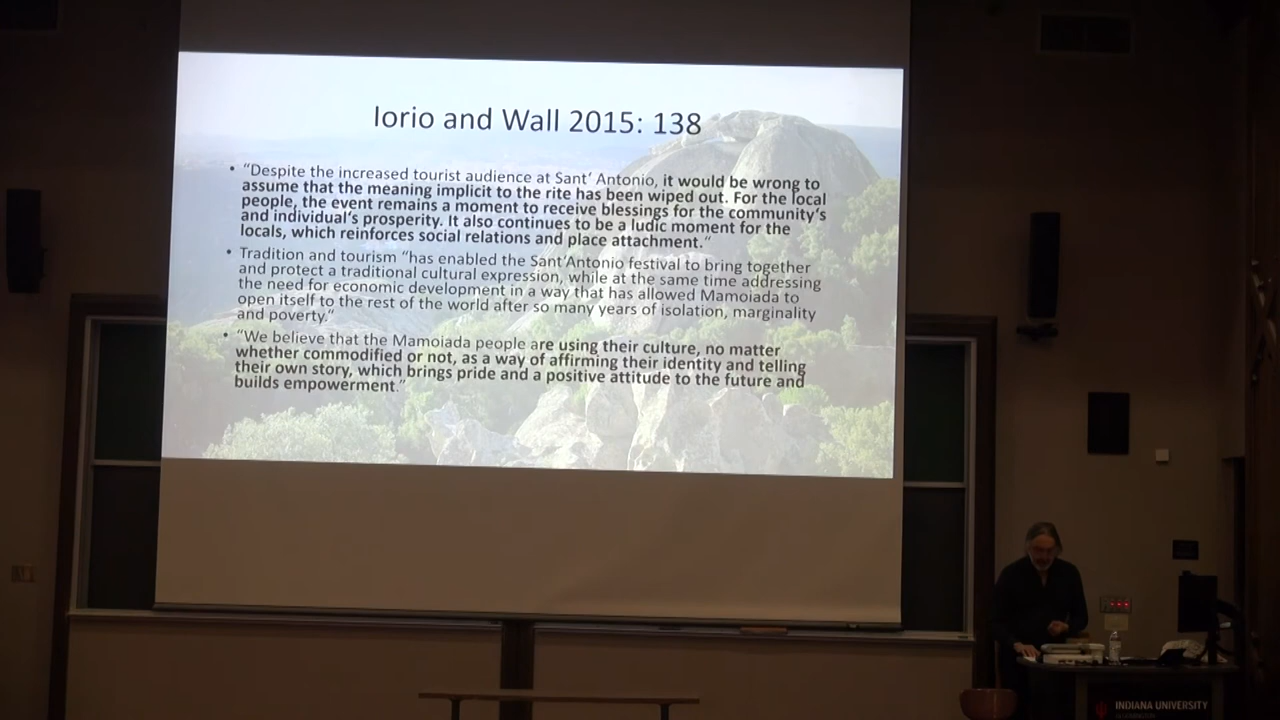 Iorio and Wall 2015: 138
• “Despite the increased tourist audience at Sant’ Antonio, it would be wrong to
assume that the meaning implicit to the rite has been wiped out. For the local
people, the event remains a moment to receive blessings for the community’s
and individual’s prosperity. It also continues to be a ludic moment for the
locals, which reinforces social relations and place attachment.“
• Tradition and tourism “has enabled the Sant’Antonio festival to bring together
and protect a traditional cultural expression, while at the same time addressing
the need for economic development in a way that has allowed Mamoiada to
open itself to the rest of the world after so many years of isolation, marginality
and poverty.“
• “We believe that the Mamoiada people are using their culture, no matter
whether commodified or not, as a way of affirming their identity and telling
their own story, which brings pride and a positive attitude to the future and
builds empowerment.”
INDIANA UNIVERSITY